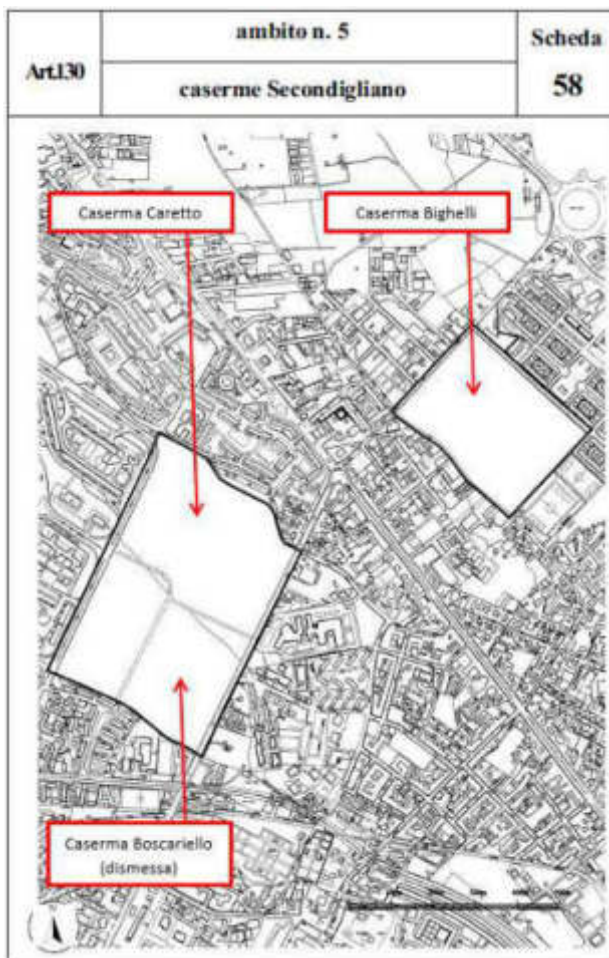 Art.130
ambito n. 5
caserme Secondigliano
Scheda
58
Caserma Caretto
Caserma Bighelli
Caserma Boscariello
(dismessa)